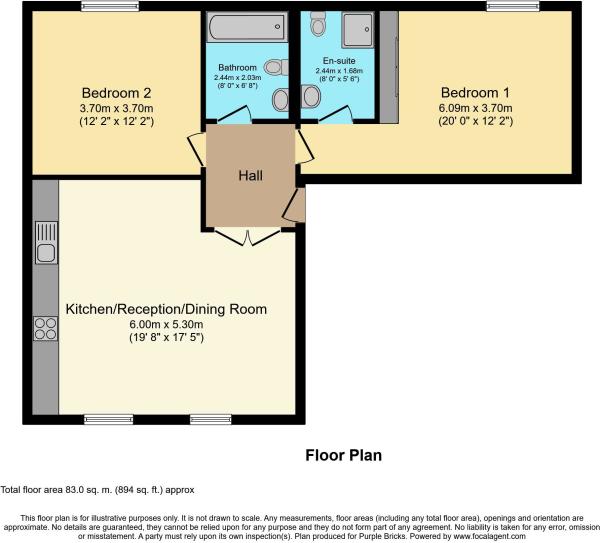 Bathroom
2.44m x 2.03m
(8' 0" x 6' 8")
En-suite
2.44m x 1.68m
(8' 0" x 5' 6")
Bedroom 2
3.70m x 3.70m
(12' 2" x 12' 2")
Bedroom 1
6.09m x 3.70m
(20' 0" x 12' 2")
Hall
Kitchen/Reception/Dining Room
6.00m x 5.30m
(19' 8" x 17' 5")
Floor Plan
Total floor area 83.0 sq. m. (894 sq. ft.) approx
This floor plan is for illustrative purposes only. It is not drawn to scale. Any measurements, floor areas (including any total floor area), openings and orientation are
approximate. No details are guaranteed, they cannot be relied upon for any purpose and they do not form part of any agreement. No liability is taken for any error, omission
or misstatement. A party must rely upon its own inspection(s). Plan produced for Purple Bricks. Powered by www.focalagent.com